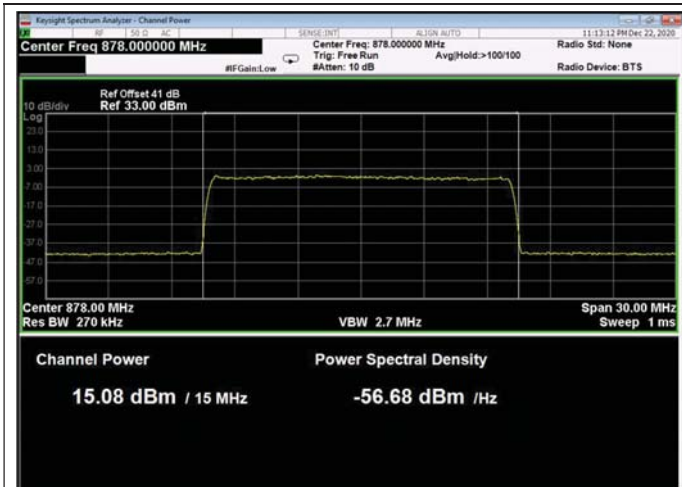 Keysight Spectrum Analyzer - Channel Power
RF 50 Ω AC SENSE:INT ALIGN AUTO 11:13:12 PM Dec 22, 2020
Center Freq 878.000000 MHz Center Freq: 878.000000 MHz Radio Std: None
Trig: Free Run Avg|Hold:>100/100
#IFGain:Low #Atten: 10 dB Radio Device: BTS
Ref Offset 41 dB
10 dB/div Ref 33.00 dBm
Log
23.0
13.0
3.00
-7.00
-17.0
-27.0
-37.0
-47.0
-57.0
Center 878.00 MHz Span 30.00 MHz
Res BW 270 kHz VBW 2.7 MHz Sweep 1 ms
Channel Power Power Spectral Density
15.08 dBm / 15 MHz -56.68 dBm /Hz